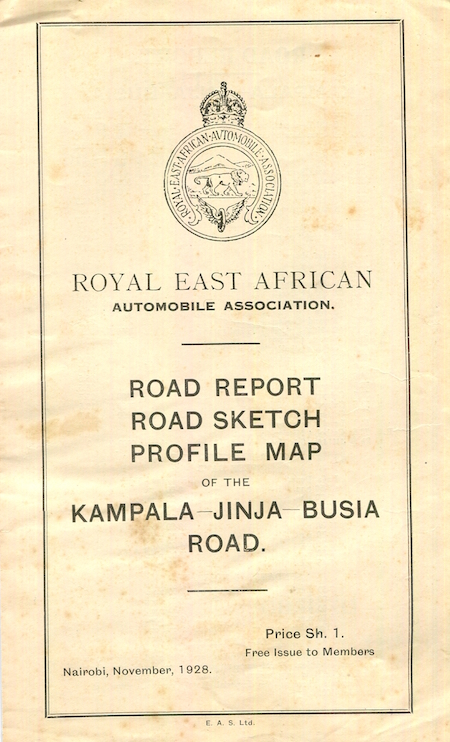 ROYAL·EAST·AFRICAN·AUTOMOBILE·ASSOCIATION·
ROYAL EAST AFRICAN
AUTOMOBILE ASSOCIATION.
ROAD REPORT
ROAD SKETCH
PROFILE MAP
OF THE
KAMPALA–JINJA–BUSIA
ROAD.
Price Sh. 1.
Free Issue to Members
Nairobi, November, 1928.
E. A. S. Ltd.